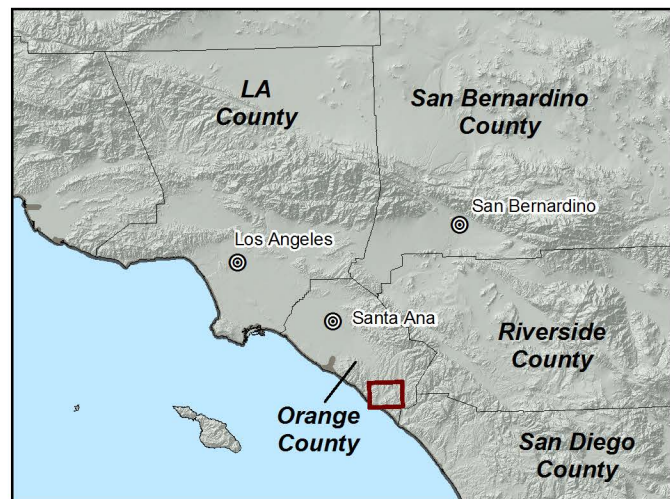 LA
County
San Bernardino
County
San Bernardino
Los Angeles
Santa Ana
Riverside
County
Orange
County
San Diego
County